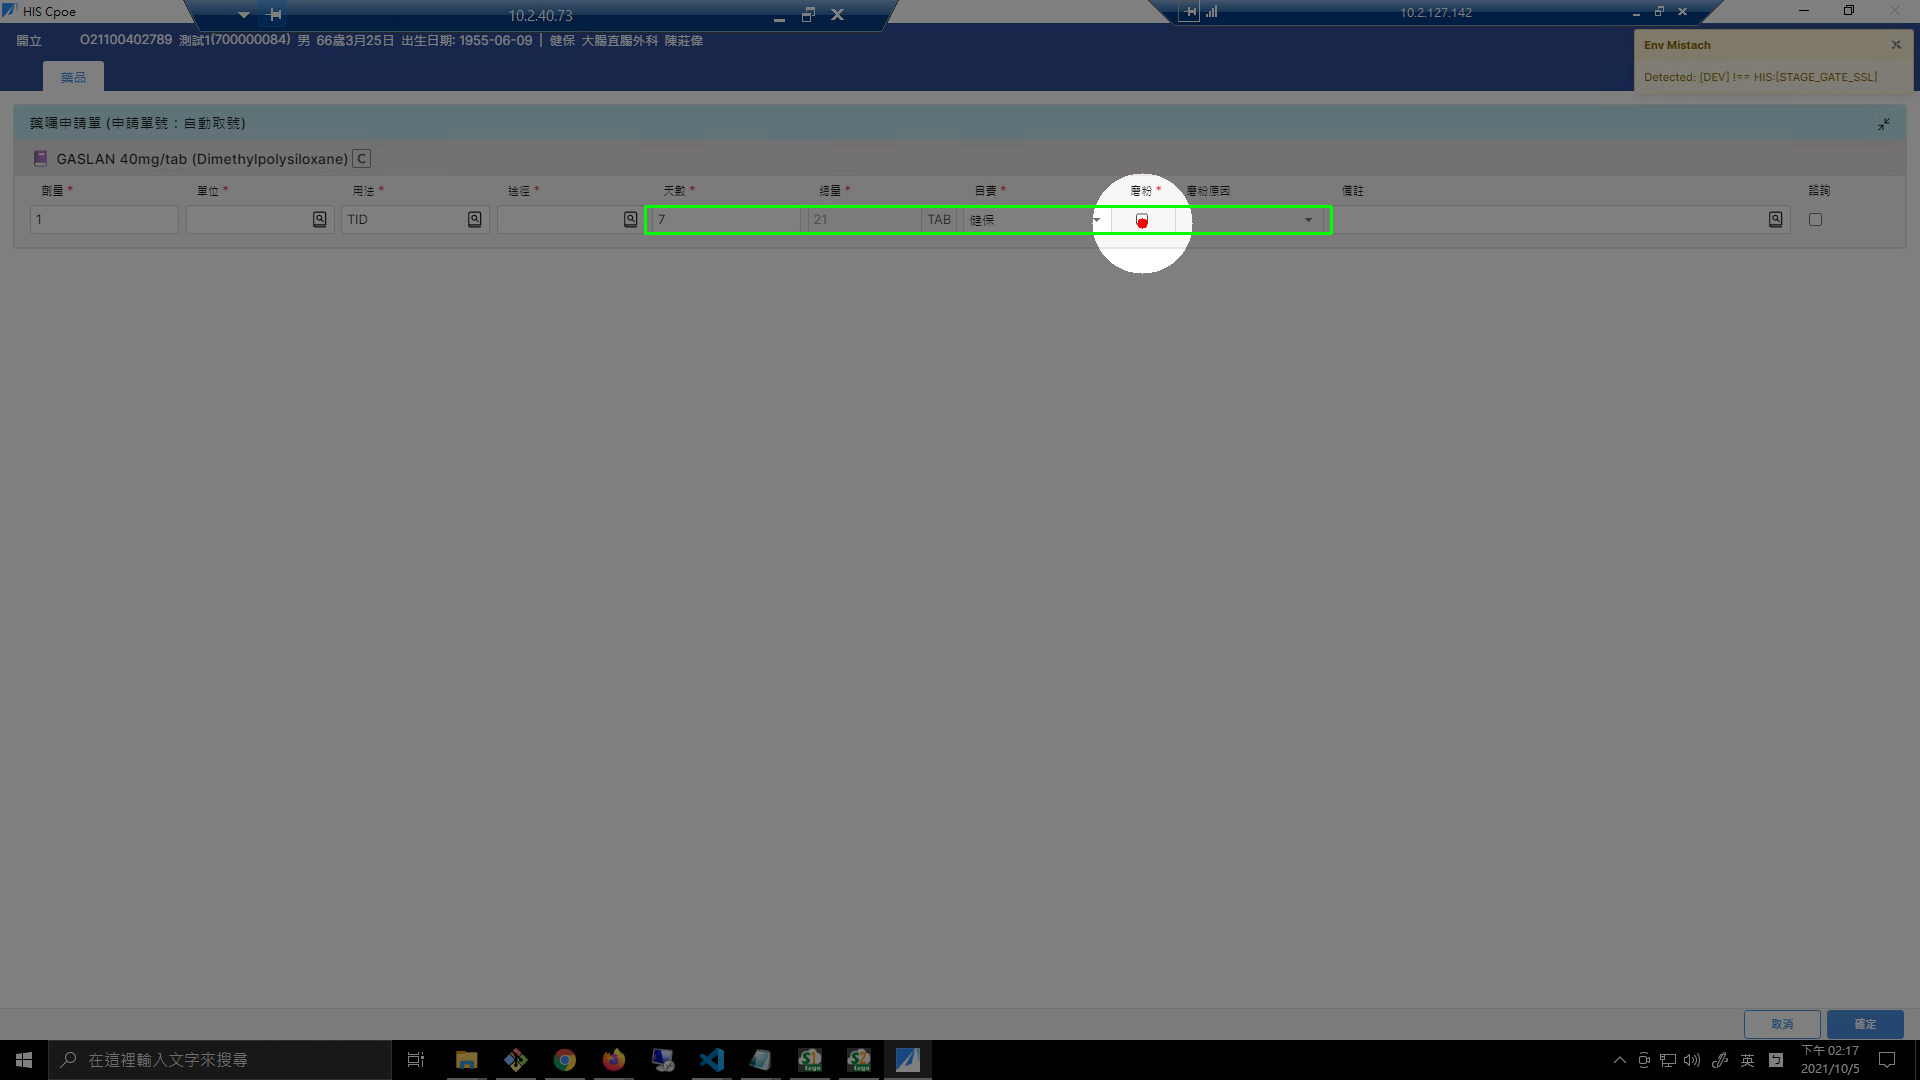 HIS Cpoe
10.2.40.73
10.2.127.142
開立 O21100402789 測試1(700000084) 男 66歲3月25日 出生日期: 1955-06-09 | 健保 大腸直腸外科 陳莊偉
Env Mistach
Detected: [DEV] !== HIS:[STAGE_GATE_SSL]
藥品
藥囑申請單 (申請單號：自動取號)
GASLAN 40mg/tab (Dimethylpolysiloxane) C
劑量 * 單位 * 用法 * 途徑 * 天數 * 總量 * 自費 * 磨粉 * 磨粉原因 備註 諮詢
1 TID 7 21 TAB 健保
取消 確定
在這裡輸入文字來搜尋
英
下午 02:17
2021/10/5